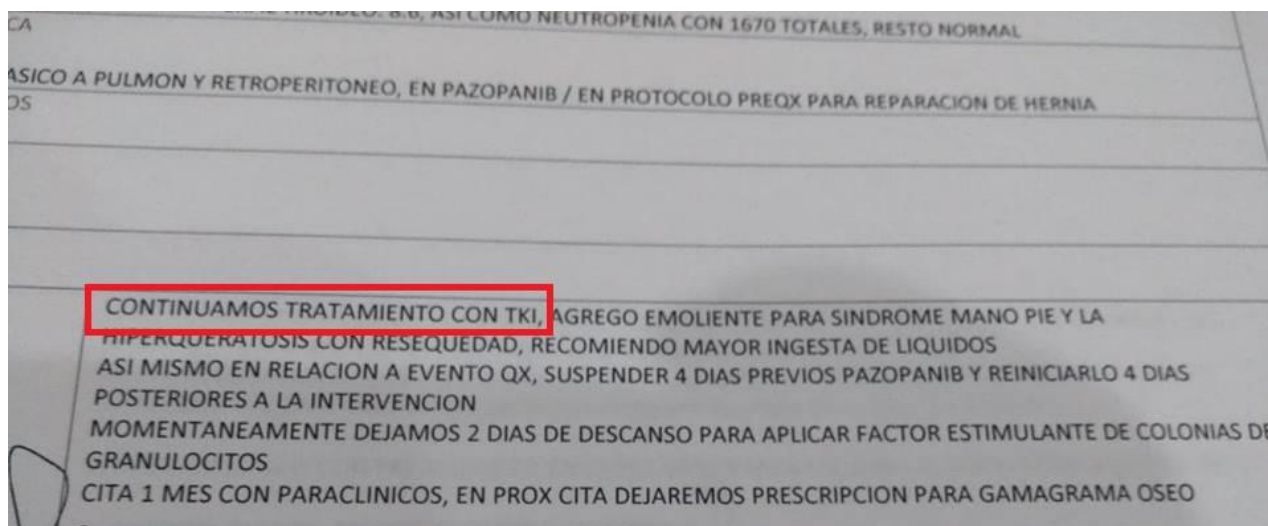 CA
ASI COMO NEUTROPENIA CON 1670 TOTALES, RESTO NORMAL
ASICO A PULMON Y RETROPERITONEO, EN PAZOPANIB / EN PROTOCOLO PREQX PARA REPARACION DE HERNIA
OS
CONTINUAMOS TRATAMIENTO CON TKI, AGREGO EMOLIENTE PARA SINDROME MANO PIE Y LA
HIPERQUERATOSIS CON RESEQUEDAD, RECOMIENDO MAYOR INGESTA DE LIQUIDOS
ASI MISMO EN RELACION A EVENTO QX, SUSPENDER 4 DIAS PREVIOS PAZOPANIB Y REINICIARLO 4 DIAS
POSTERIORES A LA INTERVENCION
MOMENTANEAMENTE DEJAMOS 2 DIAS DE DESCANSO PARA APLICAR FACTOR ESTIMULANTE DE COLONIAS DE
GRANULOCITOS
CITA 1 MES CON PARACLINICOS, EN PROX CITA DEJAREMOS PRESCRIPCION PARA GAMAGRAMA OSEO